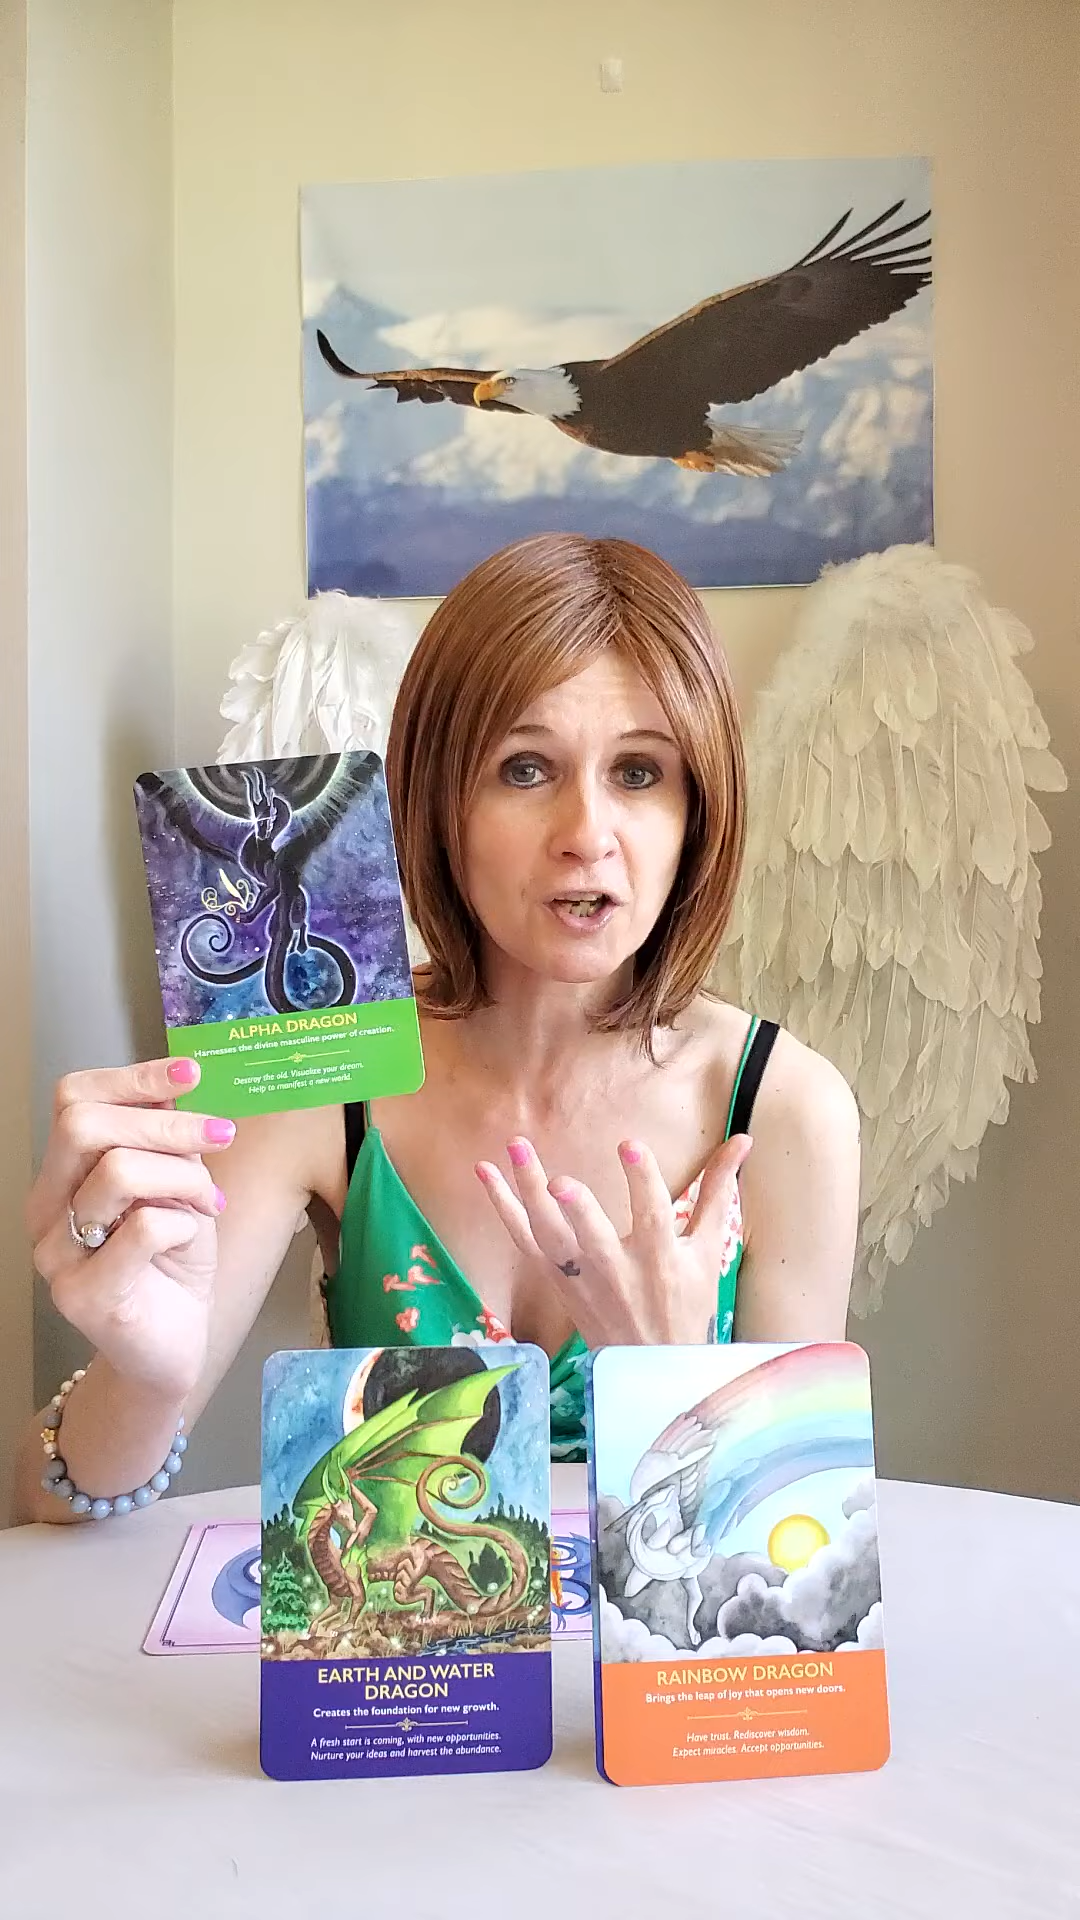 ALPHA DRAGON
Harnesses the divine masculine power of creation.
Destroy the old. Visualize your dream.
Help to manifest a new world.
EARTH AND WATER
DRAGON
Creates the foundation for new growth.
A fresh start is coming, with new opportunities.
Nurture your ideas and harvest the abundance.
RAINBOW DRAGON
Brings the leap of joy that opens new doors.
Have trust. Rediscover wisdom.
Expect miracles. Accept opportunities.